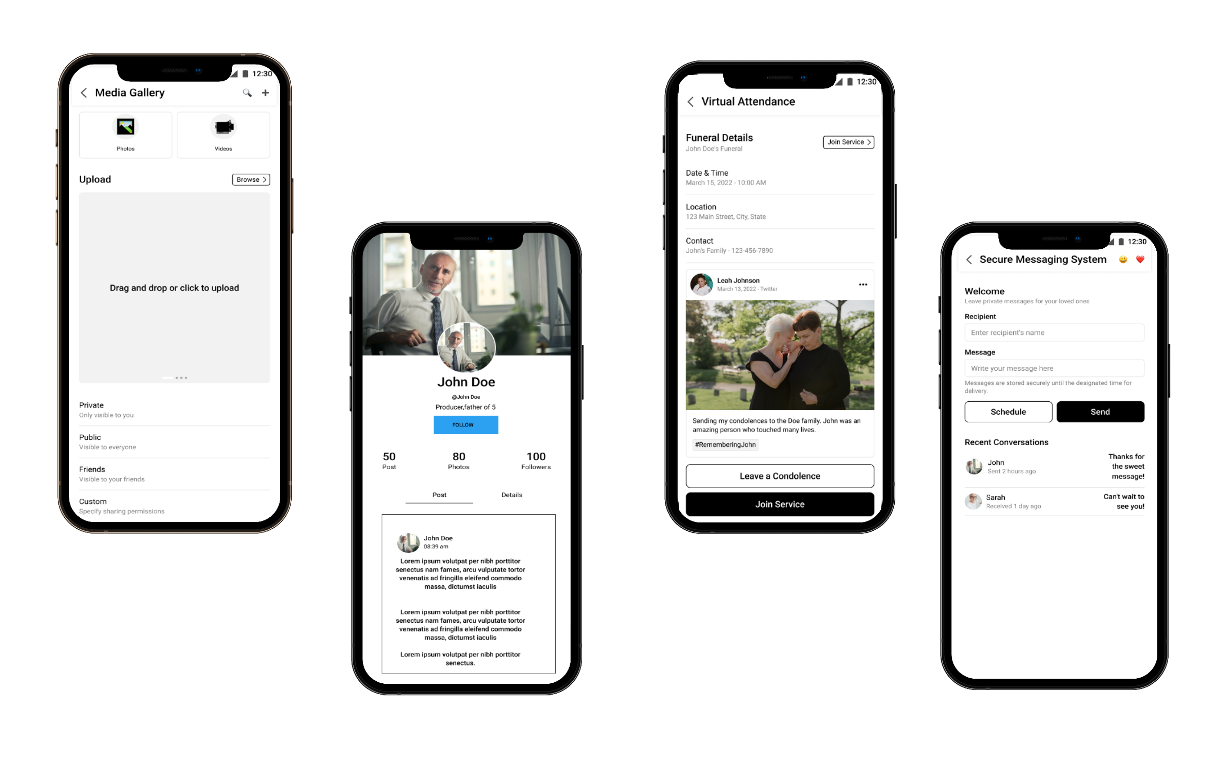 12:30
Media Gallery
Photos
Videos
Upload
Browse
Drag and drop or click to upload
Private
Only visible to you
Public
Visible to everyone
Friends
Visible to your friends
Custom
Specify sharing permissions
John Doe
@John Doe
Producer,father of 5
FOLLOW
50
80
100
Post
Photos
Followers
Post
Details
John Doe
08:39 am
Lorem ipsum volutpat per nibh porttitor
senectus nam fames, arcu vulputate tortor
venenatis ad fringilla eleifend commodo
massa, dictumst iaculis
Lorem ipsum volutpat per nibh porttitor
senectus nam fames, arcu vulputate tortor
venenatis ad fringilla eleifend commodo
massa, dictumst iaculis
Lorem ipsum volutpat per nibh porttitor
senectus.
12:30
Virtual Attendance
Funeral Details
John Doe's Funeral
Join Service
Date & Time
March 15, 2022 - 10:00 AM
Location
123 Main Street, City, State
Contact
John's Family - 123-456-7890
Leah Johnson
March 13, 2022 - Twitter
Sending my condolences to the Doe family. John was an
amazing person who touched many lives.
#RememberingJohn
Leave a Condolence
Join Service
12:30
Secure Messaging System
Welcome
Leave private messages for your loved ones
Recipient
Enter recipient's name
Message
Write your message here
Messages are stored securely until the designated time for
delivery.
Schedule
Send
Recent Conversations
John
Sent 2 hours ago
Thanks for
the sweet
message!
Sarah
Received 1 day ago
Can't wait to
see you!